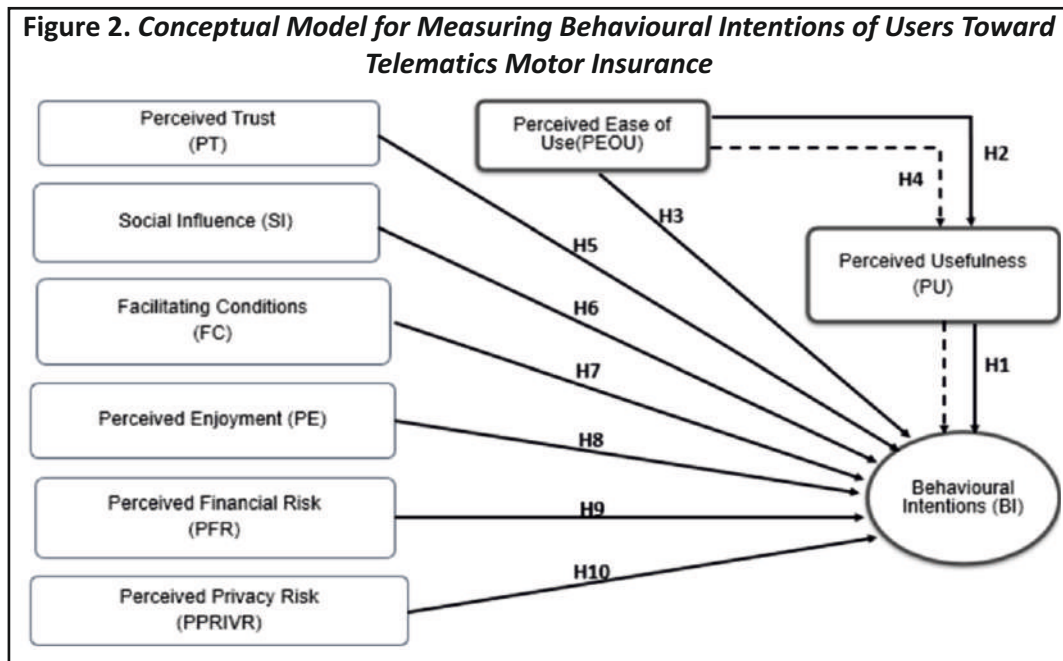 Figure 2. Conceptual Model for Measuring Behavioural Intentions of Users Toward
Telematics Motor Insurance
Perceived Trust
(PT)
Social Influence (SI)
Facilitating Conditions
(FC)
Perceived Enjoyment (PE)
Perceived Financial Risk
(PFR)
Perceived Privacy Risk
(PPRIVR)
Perceived Ease of
Use(PEOU)
H2
H4
H3
Perceived Usefulness
(PU)
H5
H6
H7
H1
H8
H9
H10
Behavioural
Intentions (BI)